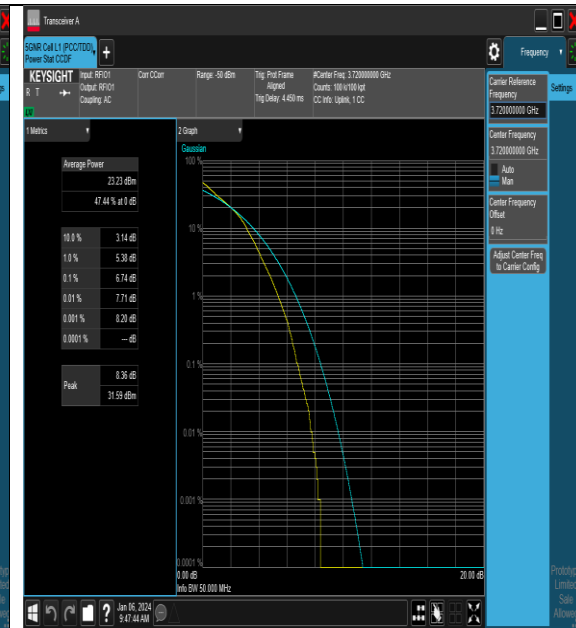 Transceiver A
5GNR Cell L1 (PCC/TDD),
Power Stat CCDF
+
Frequency
KEYSIGHT
R T
LXI
Input: RFIO1
Output: RFIO1
Coupling: AC
Corr CCorr
Range: -50 dBm
Trig: Prot Frame
Aligned
Trig Delay: 4.450 ms
#Center Freq: 3.720000000 GHz
Counts: 100 k/100 kpt
CC Info: Uplink, 1 CC
Carrier Reference
Frequency
3.720000000 GHz
Settings
Center Frequency
3.720000000 GHz
Auto
Man
Center Frequency
Offset
0 Hz
Adjust Center Freq
to Carrier Config
1 Metrics
Average Power
23.23 dBm
47.44 % at 0 dB
10.0 % 3.14 dB
1.0 % 5.38 dB
0.1 % 6.74 dB
0.01 % 7.71 dB
0.001 % 8.20 dB
0.0001 % --- dB
Peak
8.36 dB
31.59 dBm
2 Graph
Gaussian
100 %
10 %
1 %
0.1 %
0.01 %
0.001 %
0.0001 %
0.00 dB
20.00 dB
Info BW 50.000 MHz
?
Jan 06, 2024
9:47:44 AM